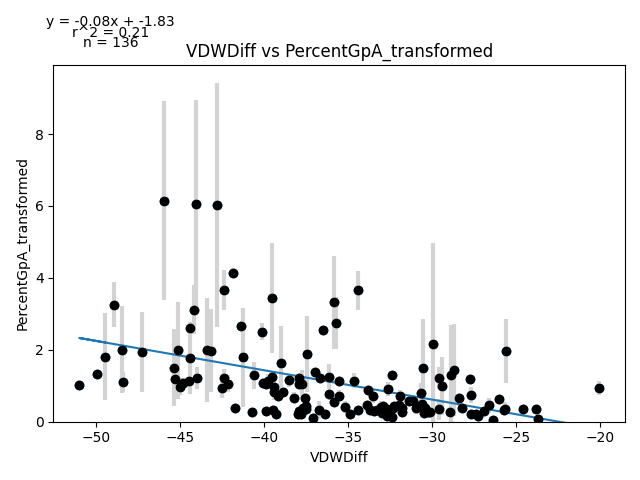 y = -0.08x + -1.83
r^2 = 0.21
n = 136
VDWDiff vs PercentGpA_transformed
PercentGpA_transformed
8
6
4
2
0
−50 −45 −40 −35 −30 −25 −20
VDWDiff